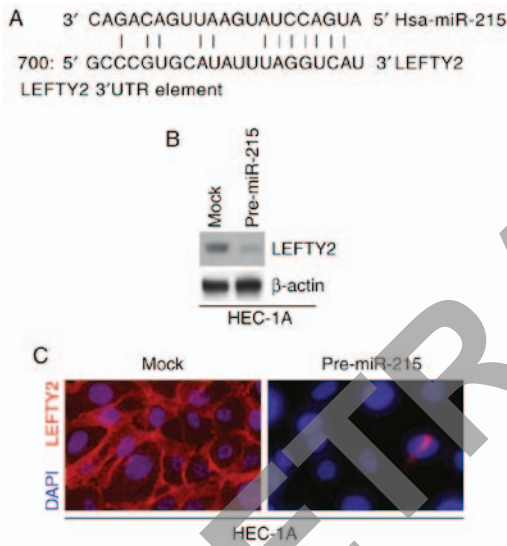 A
3′ CAGACAGUUAAGUAUCCAGUA 5′ Hsa-miR-215
700: 5′ GCCCGUGCAUAUUUAGGUCAU 3′ LEFTY2
LEFTY2 3′UTR element
B
Mock
Pre-miR-215
LEFTY2
β-actin
HEC-1A
C
Mock
Pre-miR-215
LEFTY2
DAPI
HEC-1A